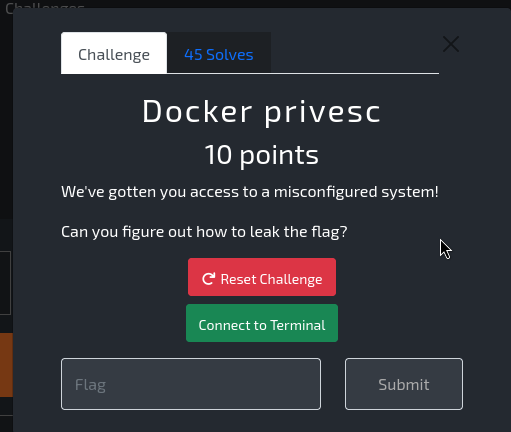 Challenges
Challenge
45 Solves
Docker privesc
10 points
We've gotten you access to a misconfigured system!
Can you figure out how to leak the flag?
Reset Challenge
Connect to Terminal
Flag
Submit